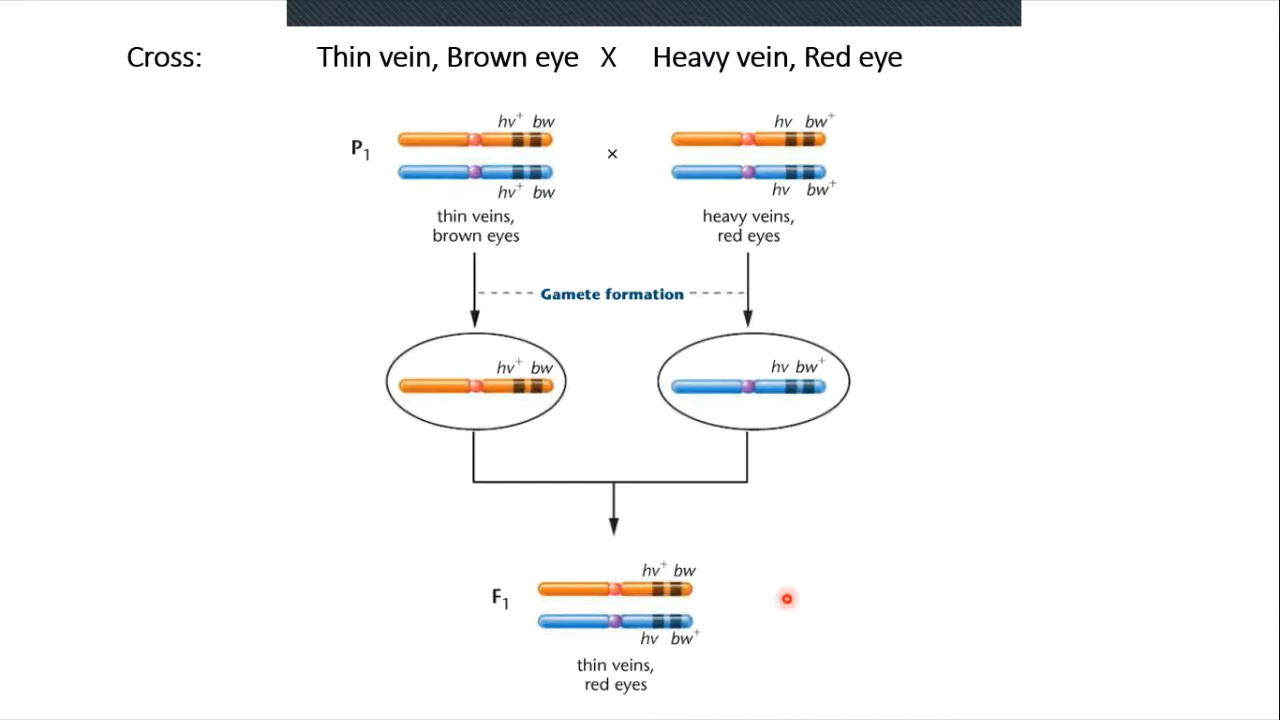 Cross: Thin vein, Brown eye X Heavy vein, Red eye
hv⁺ bw hv bw⁺
P₁ ×
hv⁺ bw hv bw⁺
thin veins, heavy veins,
brown eyes red eyes
Gamete formation
hv⁺ bw hv bw⁺
hv⁺ bw
F₁
hv bw⁺
thin veins,
red eyes